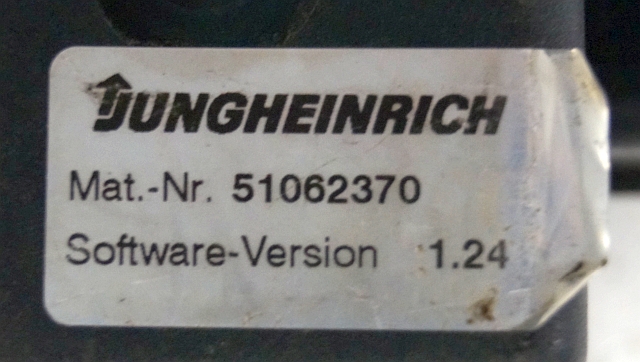 JUNGHEINRICH
Mat.-Nr. 51062370
Software-Version 1.24